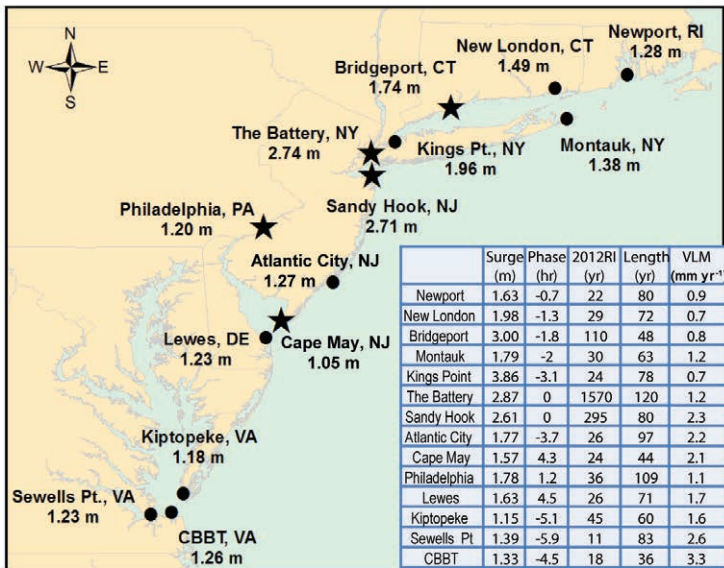 N
W E
S
Newport, RI
1.28 m
New London, CT
1.49 m
Bridgeport, CT
1.74 m
The Battery, NY
2.74 m
Kings Pt., NY
1.96 m
Montauk, NY
1.38 m
Philadelphia, PA
1.20 m
Sandy Hook, NJ
2.71 m
Atlantic City, NJ
1.27 m
Lewes, DE
1.23 m
Cape May, NJ
1.05 m
Kiptopeke, VA
1.18 m
Sewells Pt., VA
1.23 m
CBBT, VA
1.26 m
Surge Phase 2012RI Length VLM
(m) (hr) (yr) (yr) (mm yr⁻¹)
Newport 1.63 -0.7 22 80 0.9
New London 1.98 -1.3 29 72 0.7
Bridgeport 3.00 -1.8 110 48 0.8
Montauk 1.79 -2 30 63 1.2
Kings Point 3.86 -3.1 24 78 0.7
The Battery 2.87 0 1570 120 1.2
Sandy Hook 2.61 0 295 80 2.3
Atlantic City 1.77 -3.7 26 97 2.2
Cape May 1.57 4.3 24 44 2.1
Philadelphia 1.78 1.2 36 109 1.1
Lewes 1.63 4.5 26 71 1.7
Kiptopeke 1.15 -5.1 45 60 1.6
Sewells Pt 1.39 -5.9 11 83 2.6
CBBT 1.33 -4.5 18 36 3.3